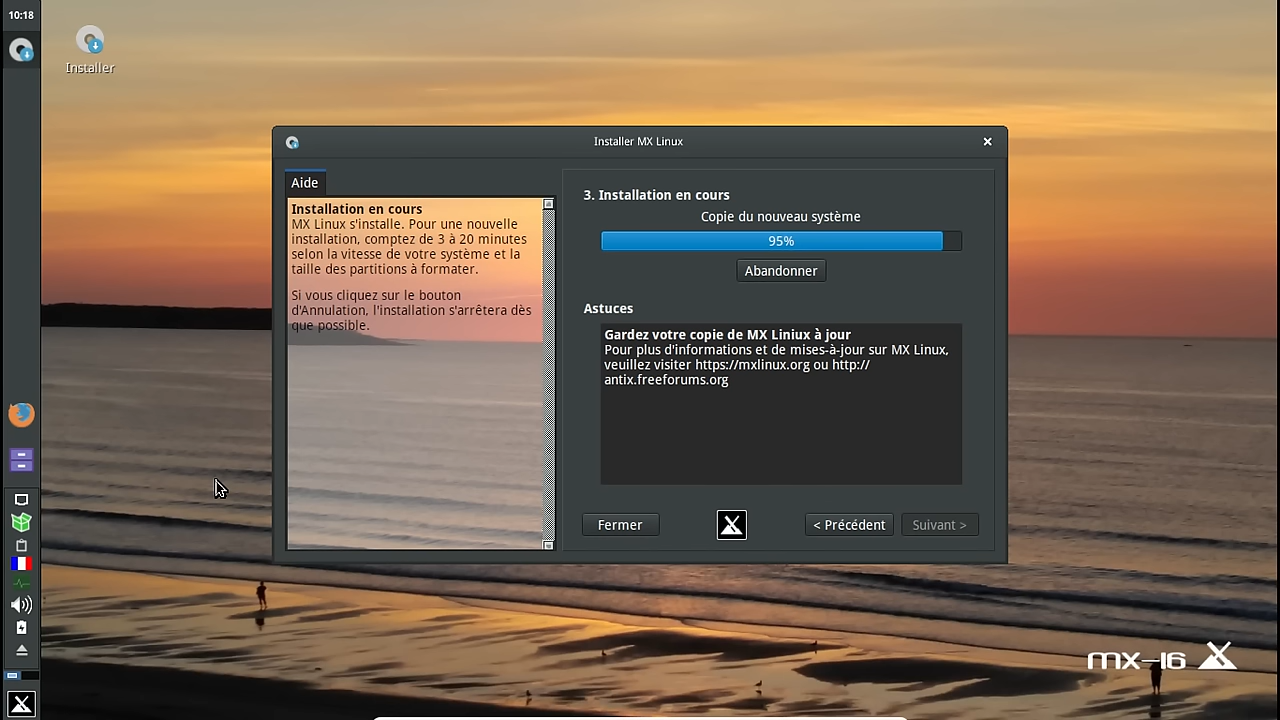 10:18
Installer
Installer MX Linux
Aide
Installation en cours
MX Linux s'installe. Pour une nouvelle
installation, comptez de 3 à 20 minutes
selon la vitesse de votre système et la
taille des partitions à formater.
Si vous cliquez sur le bouton
d'Annulation, l'installation s'arrêtera dès
que possible.
3. Installation en cours
Copie du nouveau système
95%
Abandonner
Astuces
Gardez votre copie de MX Liniux à jour
Pour plus d'informations et de mises-à-jour sur MX Linux,
veuillez visiter https://mxlinux.org ou http://
antix.freeforums.org
Fermer
< Précédent
Suivant >
mx-16